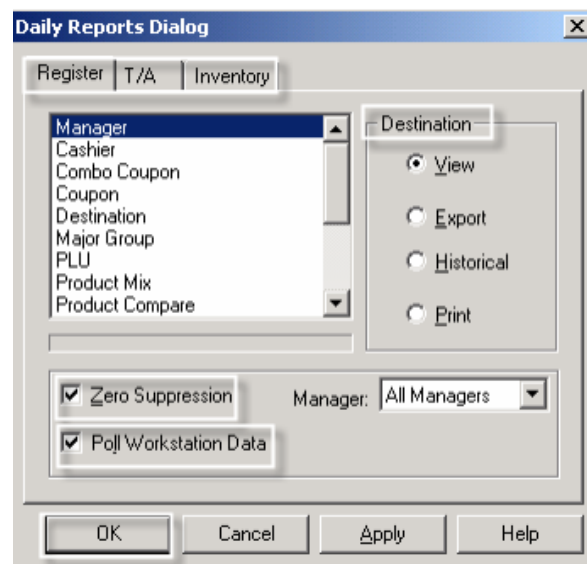 Daily Reports Dialog
Register T/A Inventory
Manager
Cashier
Combo Coupon
Coupon
Destination
Major Group
PLU
Product Mix
Product Compare
Destination
View
Export
Historical
Print
Zero Suppression
Manager: All Managers
Poll Workstation Data
OK Cancel Apply Help